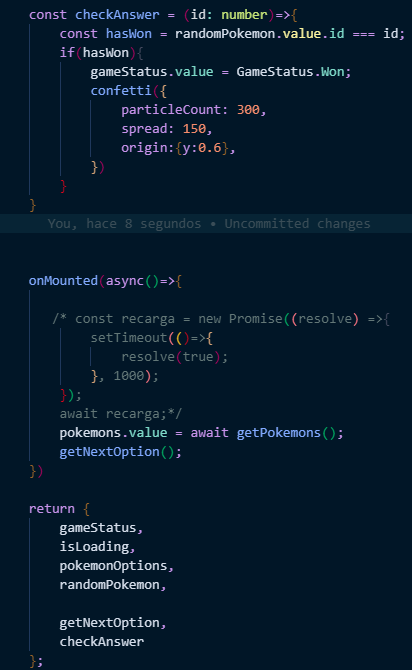 const checkAnswer = (id: number)=>{
const hasWon = randomPokemon.value.id === id;
if(hasWon){
gameStatus.value = GameStatus.Won;
confetti({
particleCount: 300,
spread: 150,
origin:{y:0.6},
})
}
}
You, hace 8 segundos • Uncommitted changes
onMounted(async()=>{
/* const recarga = new Promise((resolve) =>{
setTimeout(()=>{
resolve(true);
}, 1000);
});
await recarga;*/
pokemons.value = await getPokemons();
getNextOption();
})
return {
gameStatus,
isLoading,
pokemonOptions,
randomPokemon,
getNextOption,
checkAnswer
};